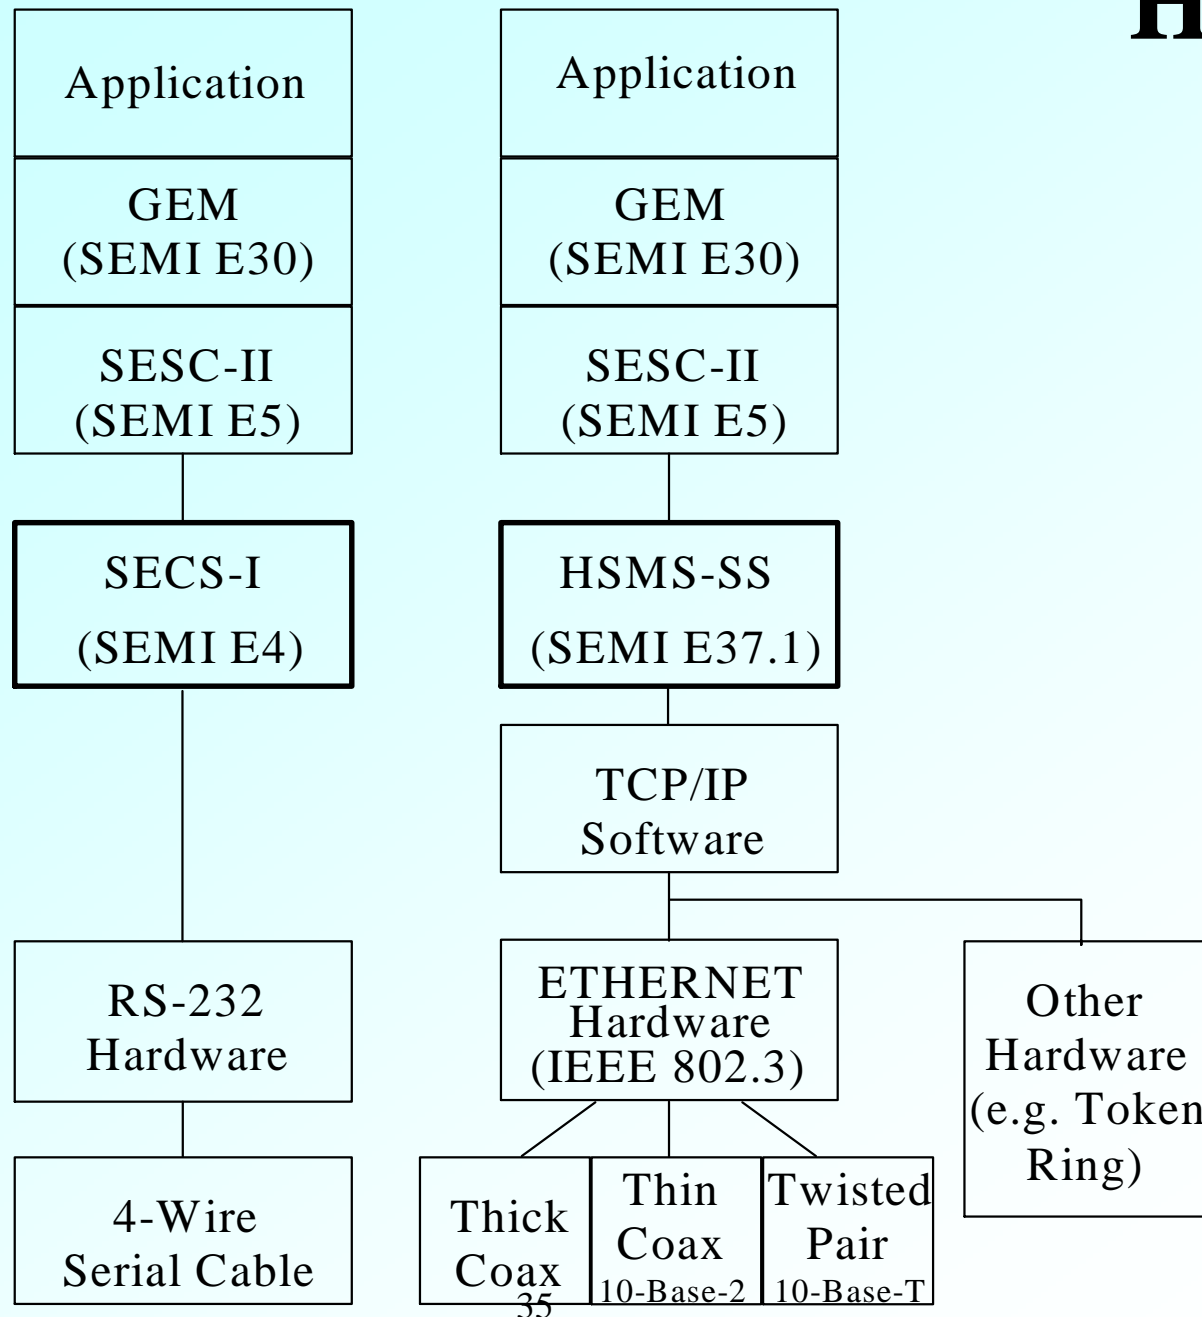 H
Application
GEM
(SEMI E30)
SESC-II
(SEMI E5)
SECS-I
(SEMI E4)
RS-232
Hardware
4-Wire
Serial Cable
Application
GEM
(SEMI E30)
SESC-II
(SEMI E5)
HSMS-SS
(SEMI E37.1)
TCP/IP
Software
ETHERNET
Hardware
(IEEE 802.3)
Thick
Coax
Thin
Coax
10-Base-2
Twisted
Pair
10-Base-T
Other
Hardware
(e.g. Token
Ring)
35